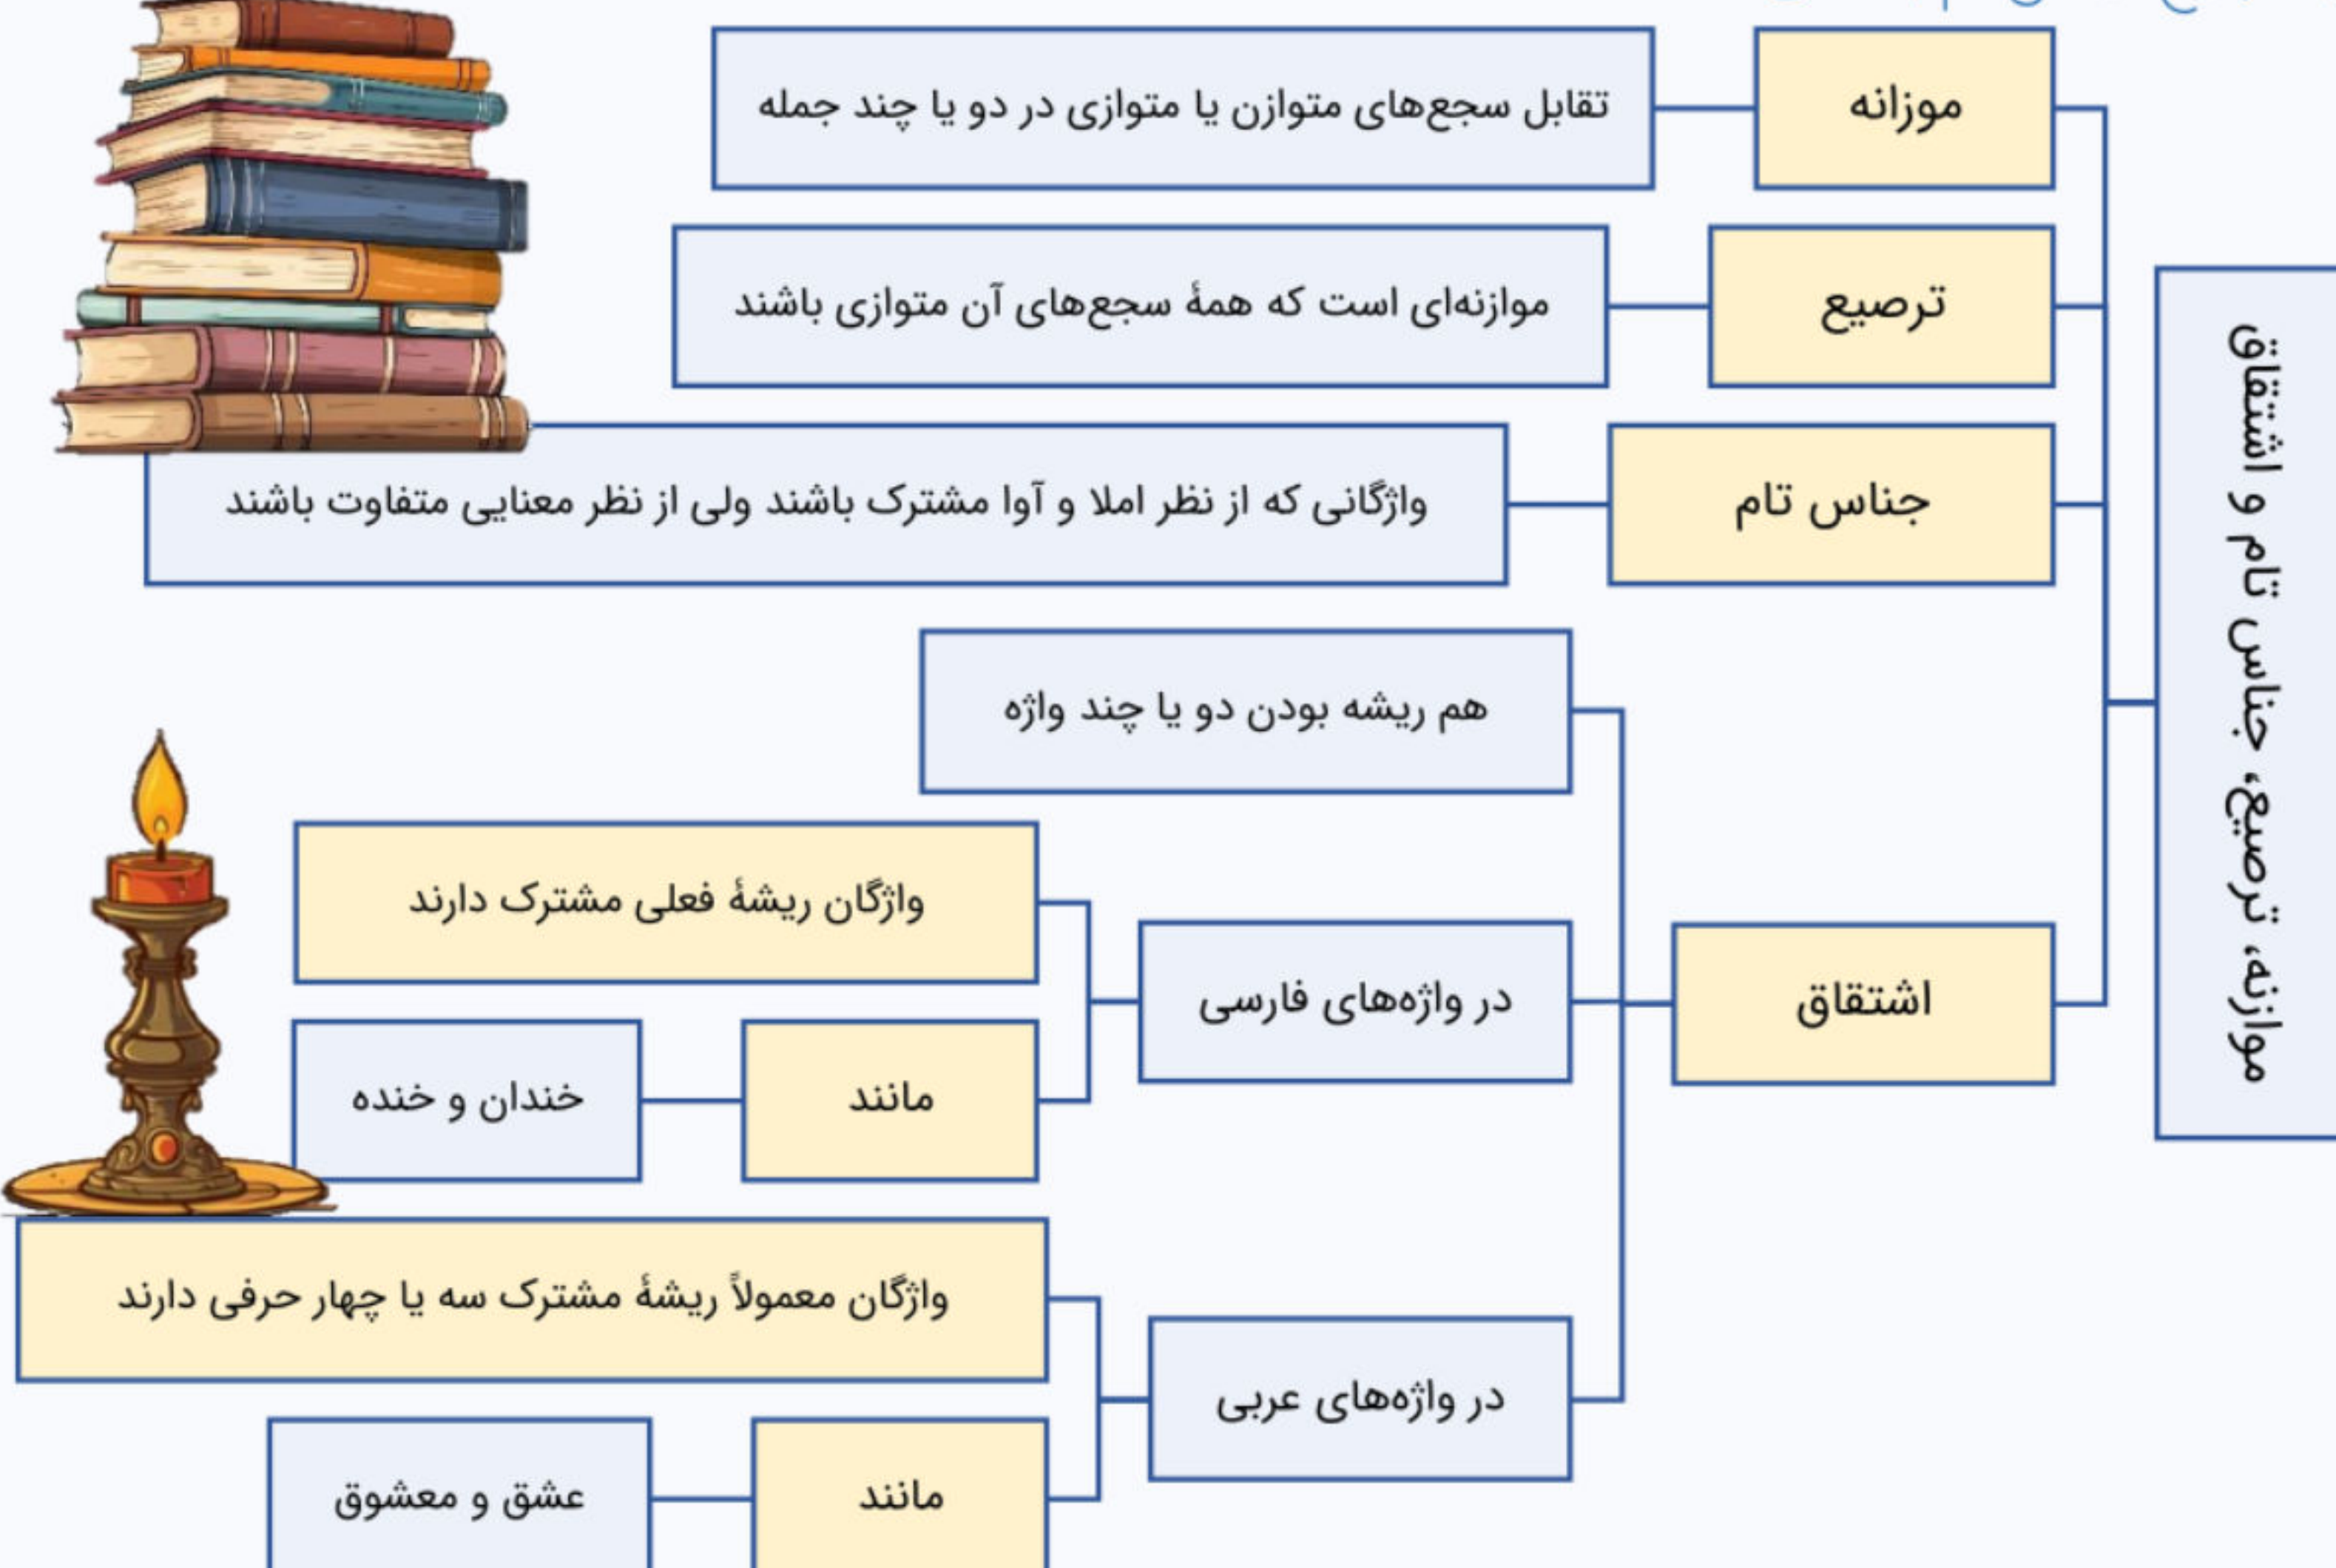 موازنه، ترصیع، جناس تام و اشتقاق
موزانه
تقابل سجع‌های متوازن یا متوازی در دو یا چند جمله
ترصیع
موازنه‌ای است که همهٔ سجع‌های آن متوازی باشند
جناس تام
واژگانی که از نظر املا و آوا مشترک باشند ولی از نظر معنایی متفاوت باشند
اشتقاق
هم ریشه بودن دو یا چند واژه
در واژه‌های فارسی
واژگان ریشهٔ فعلی مشترک دارند
مانند
خندان و خنده
در واژه‌های عربی
واژگان معمولاً ریشهٔ مشترک سه یا چهار حرفی دارند
مانند
عشق و معشوق